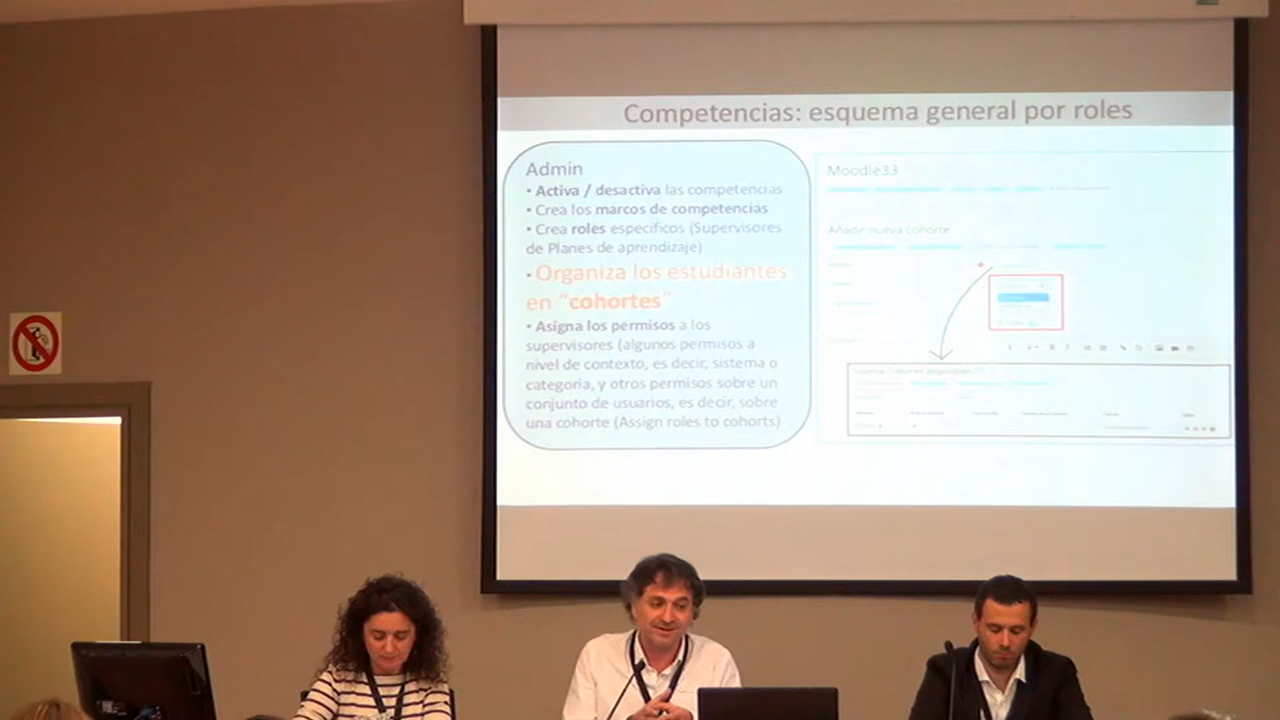 Competencias: esquema general por roles
Admin
• Activa / desactiva las competencias
• Crea los marcos de competencias
• Crea roles específicos (Supervisores
de Planes de aprendizaje)
• Organiza los estudiantes
en "cohortes"
• Asigna los permisos a los
supervisores (algunos permisos a
nivel de contexto, es decir, sistema o
categoría, y otros permisos sobre un
conjunto de usuarios, es decir, sobre
una cohorte (Assign roles to cohorts)
Moodle33
Añadir nueva cohorte